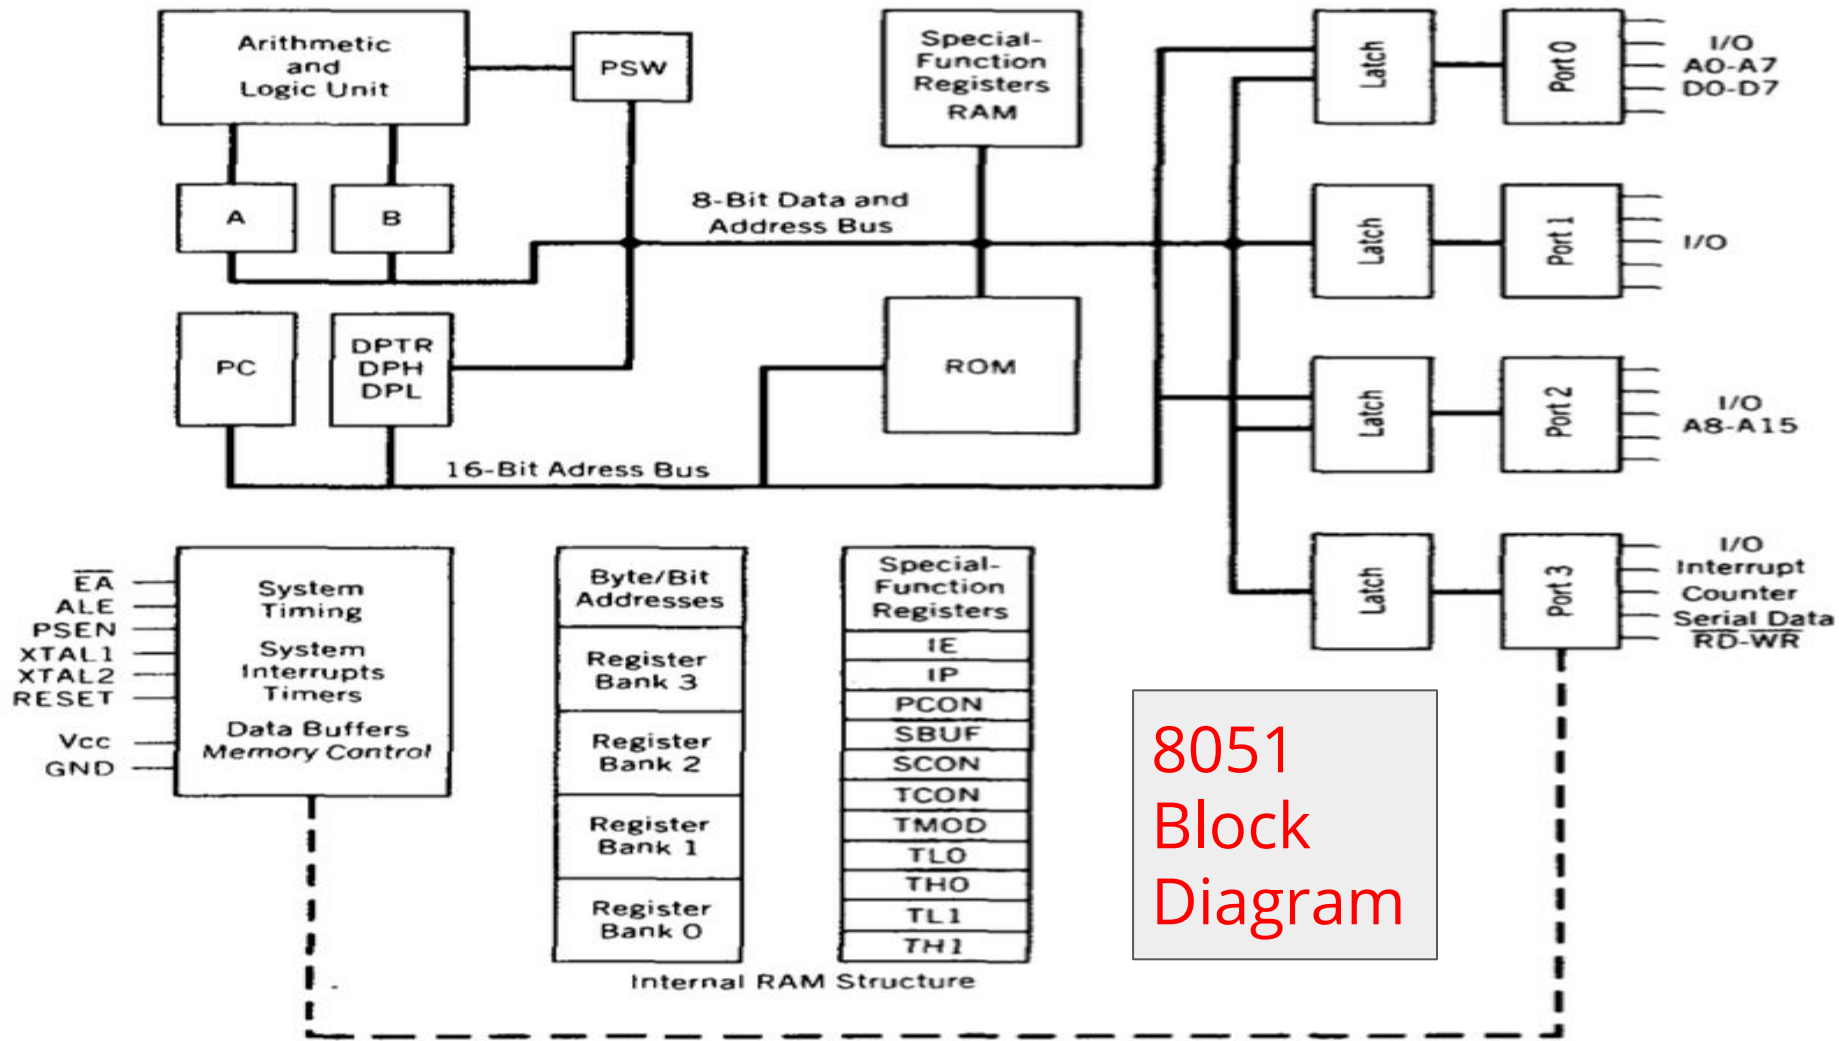 Arithmetic
and
Logic Unit
PSW
Special-
Function
Registers
RAM
Latch
Port 0
I/O
A0-A7
D0-D7
A
B
8-Bit Data and
Address Bus
Latch
Port 1
I/O
PC
DPTR
DPH
DPL
ROM
Latch
Port 2
I/O
A8-A15
16-Bit Adress Bus
EA
ALE
PSEN
XTAL1
XTAL2
RESET
Vcc
GND
System
Timing
System
Interrupts
Timers
Data Buffers
Memory Control
Byte/Bit
Addresses
Register
Bank 3
Register
Bank 2
Register
Bank 1
Register
Bank 0
Special-
Function
Registers
IE
IP
PCON
SBUF
SCON
TCON
TMOD
TL0
TH0
TL1
TH1
Internal RAM Structure
Latch
Port 3
I/O
Interrupt
Counter
Serial Data
RD-WR
8051
Block
Diagram